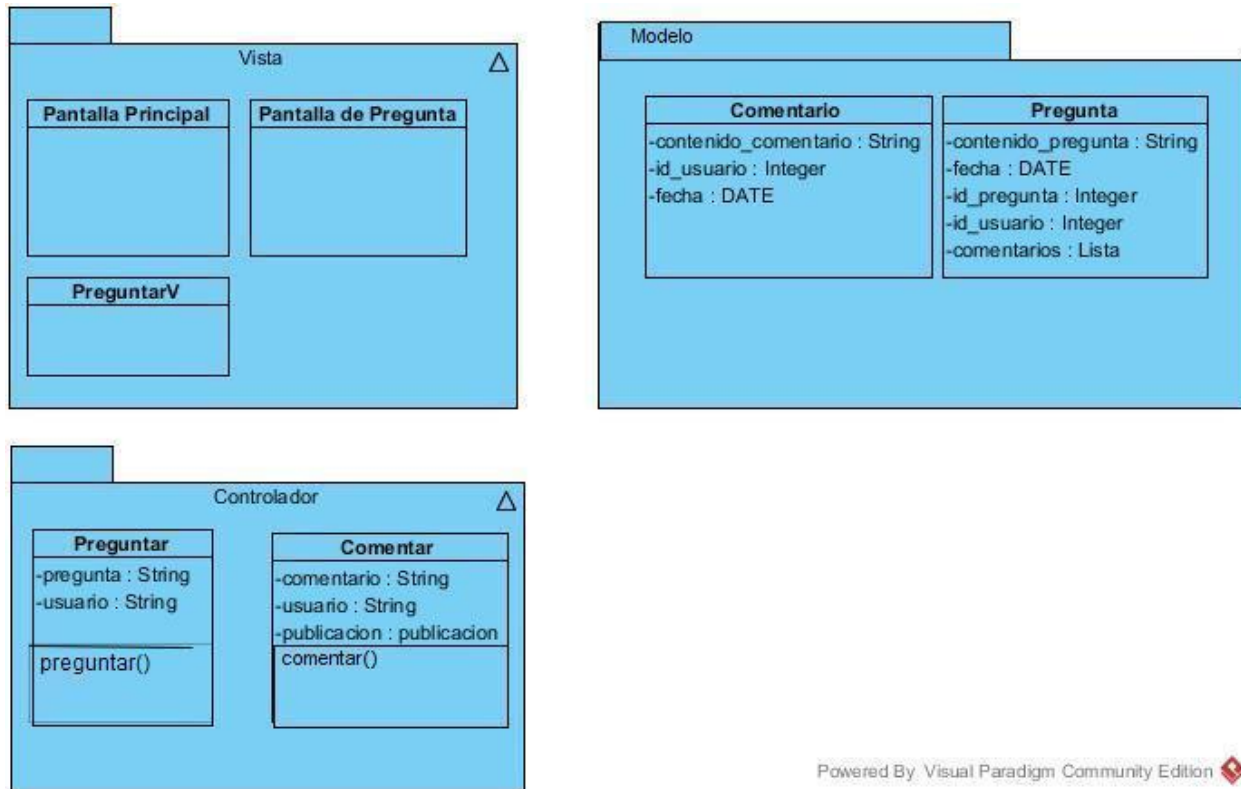 Vista
Pantalla Principal
Pantalla de Pregunta
PreguntarV
Modelo
Comentario
-contenido_comentario : String
-id_usuario : Integer
-fecha : DATE
Pregunta
-contenido_pregunta : String
-fecha : DATE
-id_pregunta : Integer
-id_usuario : Integer
-comentarios : Lista
Controlador
Preguntar
-pregunta : String
-usuario : String
preguntar()
Comentar
-comentario : String
-usuario : String
-publicacion : publicacion
comentar()
Powered By Visual Paradigm Community Edition